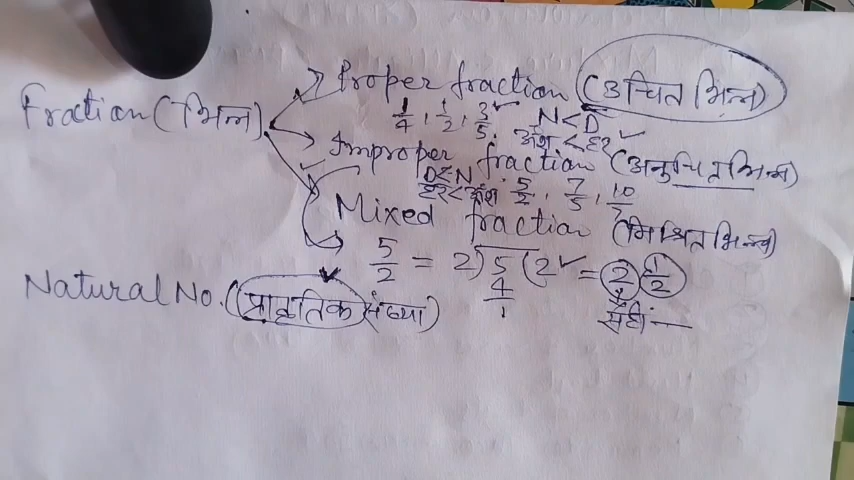 Proper fraction (उचित भिन्न)
Fration (भिन्न)
1/4, 1/2, 3/5. N<D
अंश < हर
Improper fraction (अनुचित भिन्न)
D<N
हर<अंश 5/2, 7/5, 10/7
Mixed fraction (मिश्रित भिन्न)
5/2 = 2)5(2 = 2 1/2
4
1
Natural No. (प्राकृतिक संख्या)